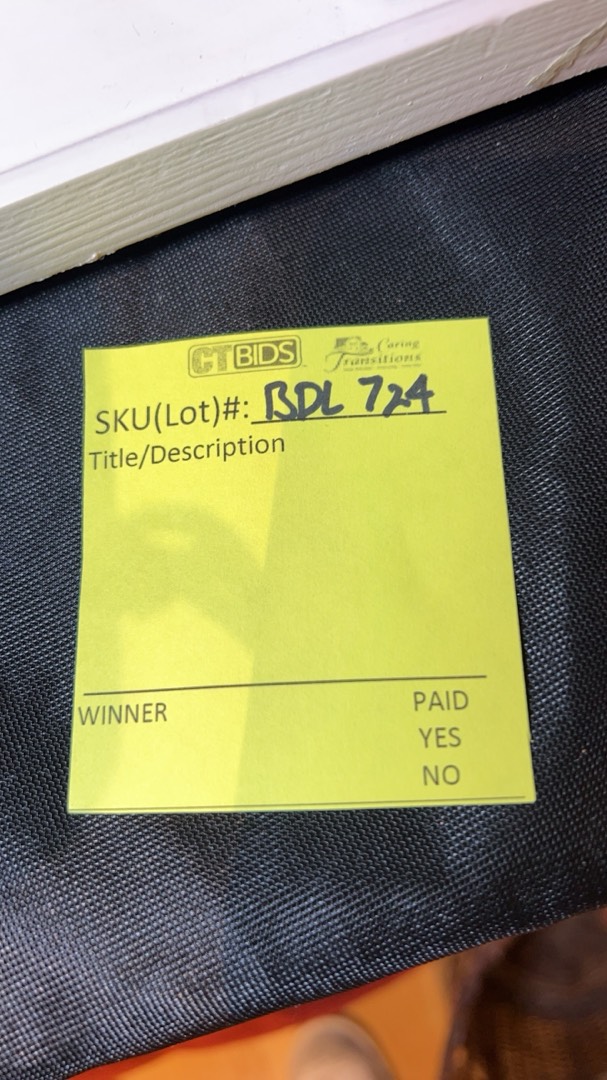 CTBIDS
Caring Transitions
SKU(Lot)#: BDL 724
Title/Description
WINNER
PAID
YES
NO